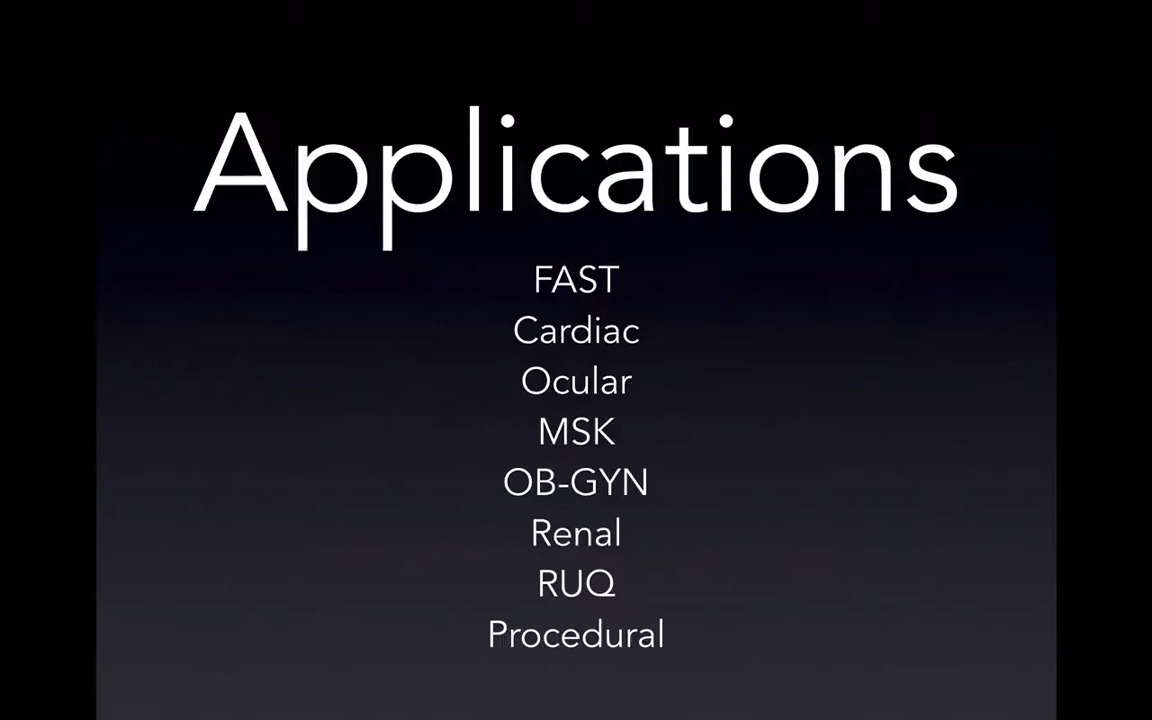 Applications
FAST
Cardiac
Ocular
MSK
OB-GYN
Renal
RUQ
Procedural